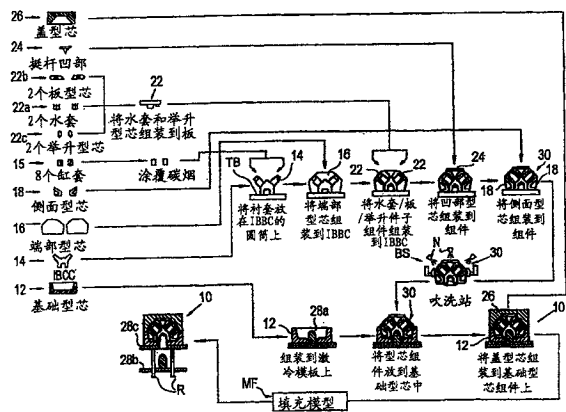 26
盖型芯
24
挺杆凹部
22b
2个板型芯
22a
2个水套
22c
2个举升型芯
15
8个缸套
18
侧面型芯
16
端部型芯
14
IBCC
12
基础型芯
22
将水套和举升
型芯组装到板
涂覆碳烟
TB
14
将衬套放
在IBBC的
圆筒上
16
将端部
型芯组
装到IBBC
22
22
将水套/板
/举升件子
组件组装
到IBBC
24
将凹部型
芯组装到
组件
30
18
18
将侧面型
芯组装到
组件
BS
N
30
吹洗站
10
28c
28b
R
12
28a
组装到激
冷模板上
30
将型芯组
件放到基
础型芯中
26
10
12
将盖型芯组
装到基础型
芯组件上
MF
填充模型